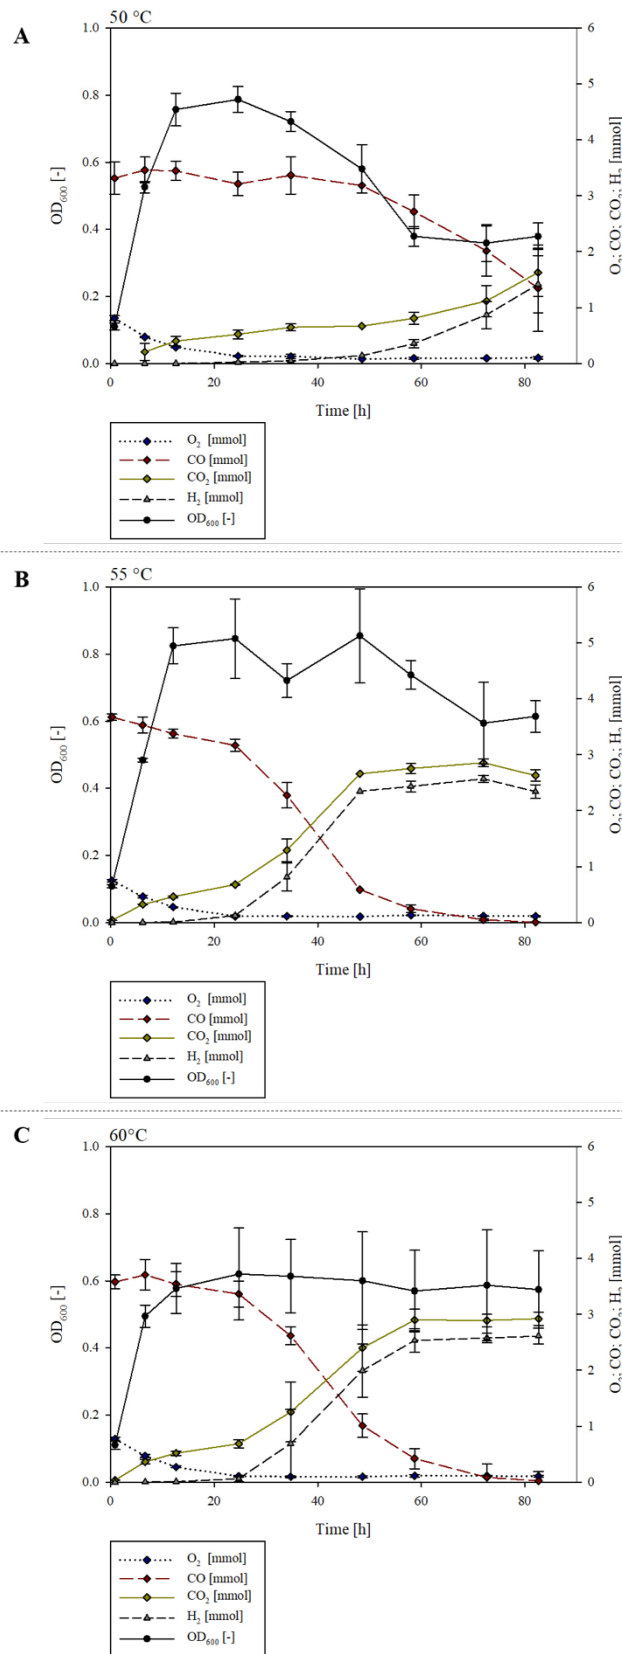 A
50 °C
1.0
0.8
0.6
0.4
0.2
0.0
OD600 [-]
6
5
4
3
2
1
0
O2; CO; CO2; H2 [mmol]
0
20
40
60
80
Time [h]
O2 [mmol]
CO [mmol]
CO2 [mmol]
H2 [mmol]
OD600 [-]
B
55 °C
1.0
0.8
0.6
0.4
0.2
0.0
OD600 [-]
6
5
4
3
2
1
0
O2; CO; CO2; H2 [mmol]
0
20
40
60
80
Time [h]
O2 [mmol]
CO [mmol]
CO2 [mmol]
H2 [mmol]
OD600 [-]
C
60°C
1.0
0.8
0.6
0.4
0.2
0.0
OD600 [-]
6
5
4
3
2
1
0
O2; CO; CO2; H2 [mmol]
0
20
40
60
80
Time [h]
O2 [mmol]
CO [mmol]
CO2 [mmol]
H2 [mmol]
OD600 [-]